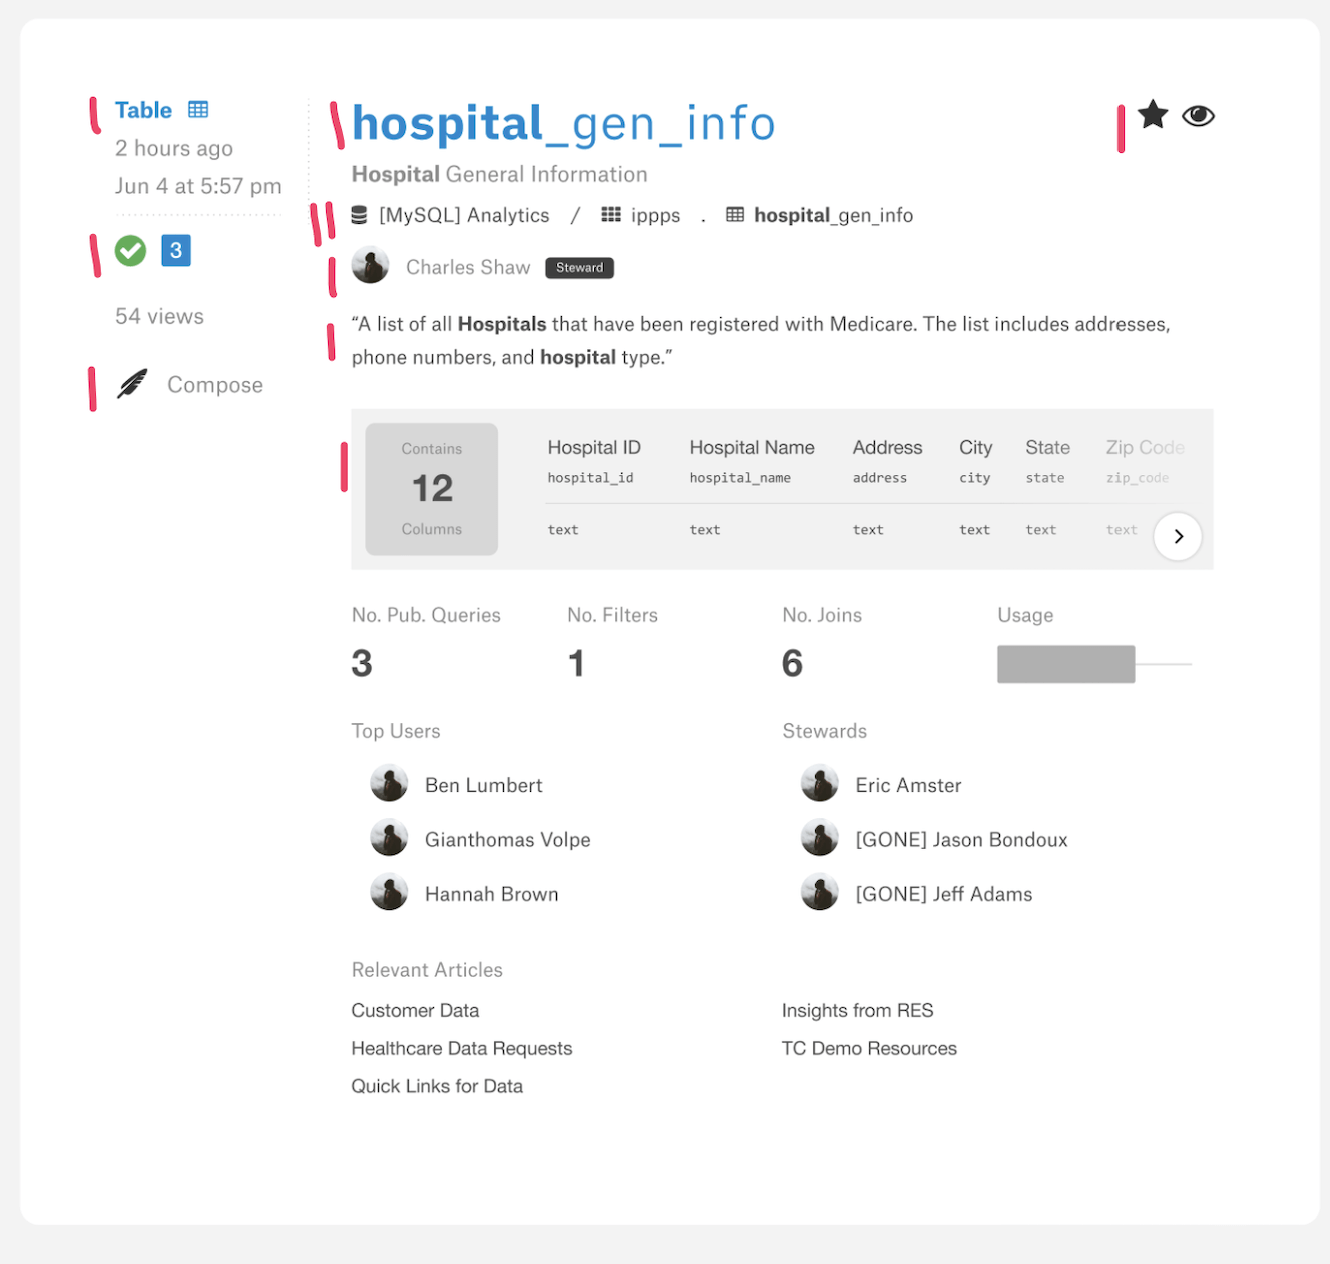 Table
2 hours ago
Jun 4 at 5:57 pm
3
54 views
Compose
hospital_gen_info
Hospital General Information
[MySQL] Analytics / ippps . hospital_gen_info
Charles Shaw Steward
“A list of all Hospitals that have been registered with Medicare. The list includes addresses,
phone numbers, and hospital type.”
Contains
12
Columns
Hospital ID Hospital Name Address City State Zip Code
hospital_id hospital_name address city state zip_code
text text text text text text
No. Pub. Queries No. Filters No. Joins Usage
3 1 6
Top Users
Ben Lumbert
Gianthomas Volpe
Hannah Brown
Stewards
Eric Amster
[GONE] Jason Bondoux
[GONE] Jeff Adams
Relevant Articles
Customer Data
Healthcare Data Requests
Quick Links for Data
Insights from RES
TC Demo Resources